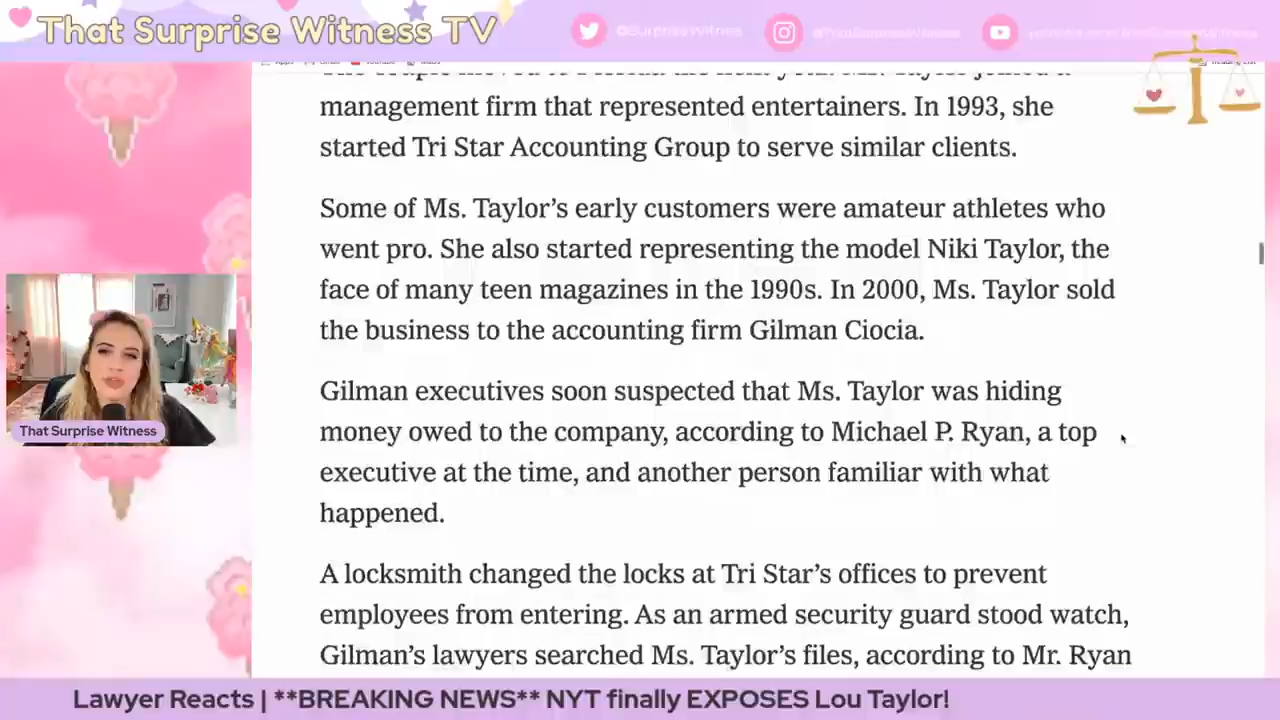 That Surprise Witness TV
management firm that represented entertainers. In 1993, she
started Tri Star Accounting Group to serve similar clients.
Some of Ms. Taylor’s early customers were amateur athletes who
went pro. She also started representing the model Niki Taylor, the
face of many teen magazines in the 1990s. In 2000, Ms. Taylor sold
the business to the accounting firm Gilman Ciocia.
Gilman executives soon suspected that Ms. Taylor was hiding
money owed to the company, according to Michael P. Ryan, a top
executive at the time, and another person familiar with what
happened.
A locksmith changed the locks at Tri Star’s offices to prevent
employees from entering. As an armed security guard stood watch,
Gilman’s lawyers searched Ms. Taylor’s files, according to Mr. Ryan
That Surprise Witness
Lawyer Reacts | **BREAKING NEWS** NYT finally EXPOSES Lou Taylor!